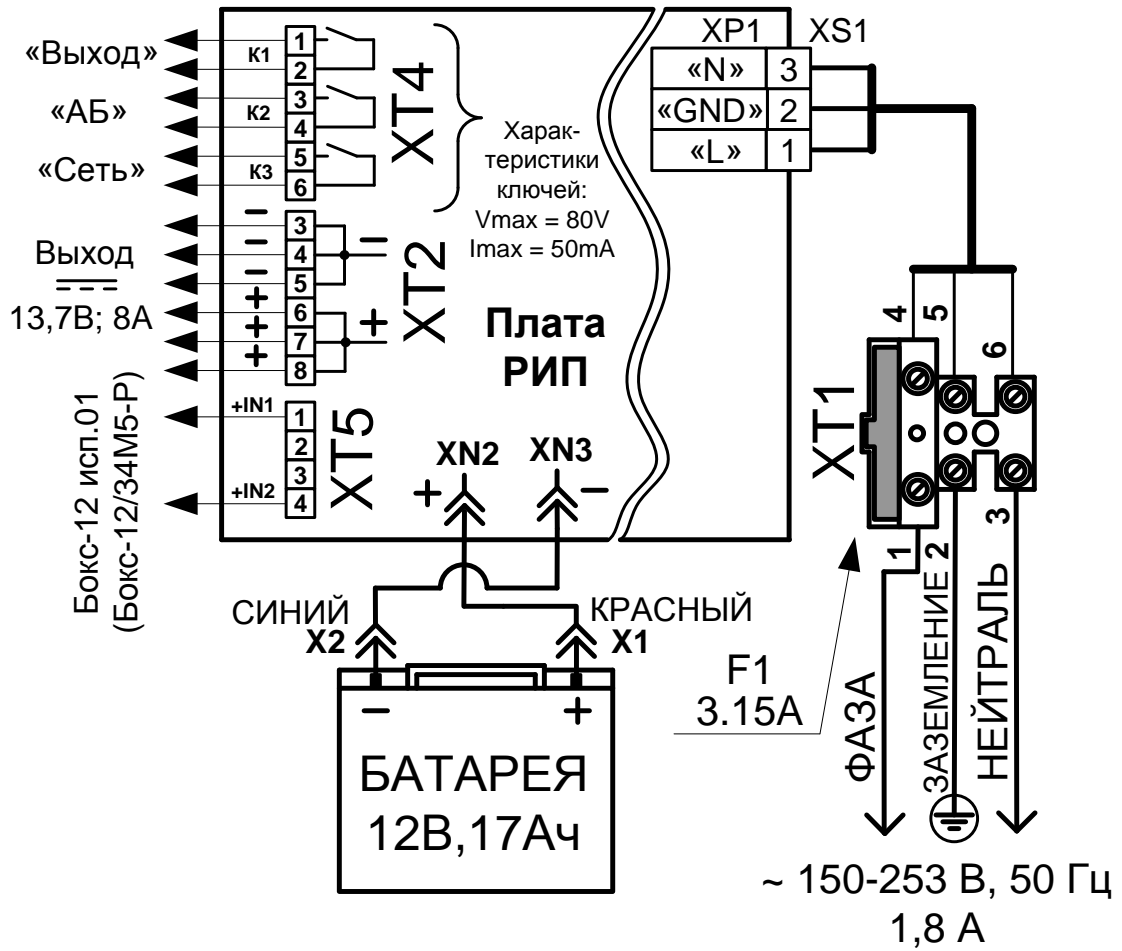 XP1 XS1
«N» 3
«GND» 2
«L» 1
«Выход»
«АБ»
«Сеть»
К1
К2
К3
1
2
3
4
5
6
XT4
Харак-
теристики
ключей:
Vmax = 80V
Imax = 50mA
Выход
13,7В; 8А
− 3
− 4
− 5
+ 6
+ 7
+ 8
−
+
XT2
Плата
РИП
Бокс-12 исп.01
(Бокс-12/34М5-Р)
+IN1
+IN2
1
2
3
4
XT5
XN2 XN3
+ −
СИНИЙ КРАСНЫЙ
X2 X1
− +
БАТАРЕЯ
12В,17Ач
4
5
6
XT1
1
2
3
F1
3.15А
ФАЗА
ЗАЗЕМЛЕНИЕ
НЕЙТРАЛЬ
~ 150-253 В, 50 Гц
1,8 А